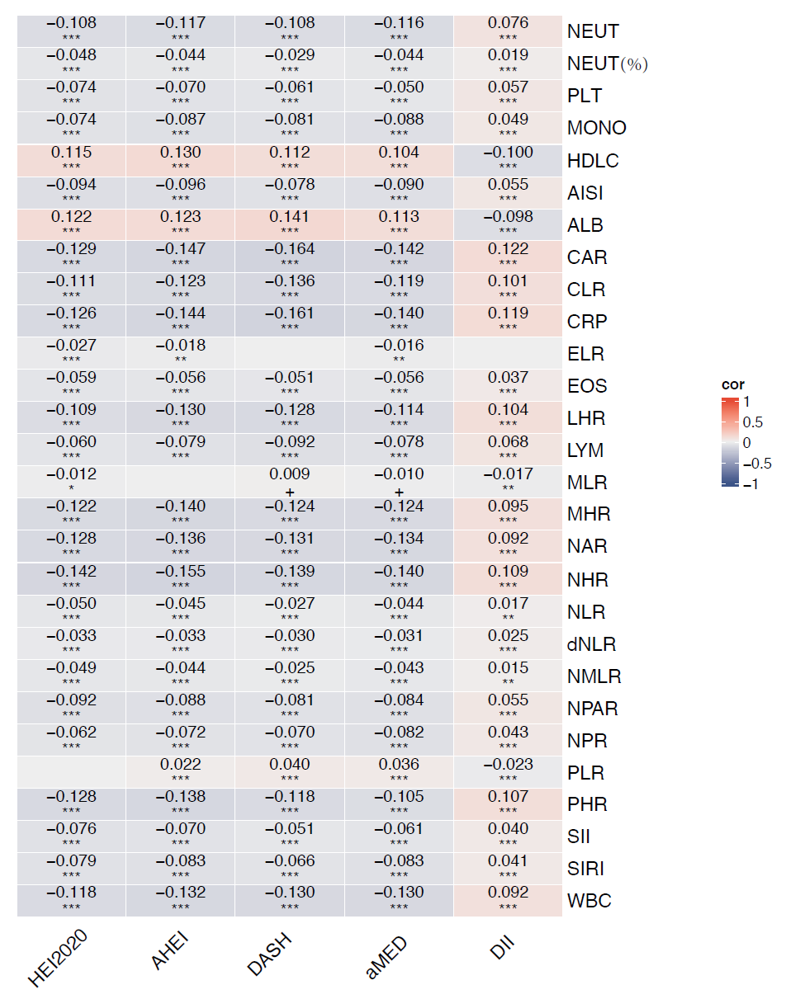 −0.108 −0.117 −0.108 −0.116 0.076 NEUT
*** *** *** *** ***
−0.048 −0.044 −0.029 −0.044 0.019 NEUT(%)
*** *** *** *** ***
−0.074 −0.070 −0.061 −0.050 0.057 PLT
*** *** *** *** ***
−0.074 −0.087 −0.081 −0.088 0.049 MONO
*** *** *** *** ***
0.115 0.130 0.112 0.104 −0.100 HDLC
*** *** *** *** ***
−0.094 −0.096 −0.078 −0.090 0.055 AISI
*** *** *** *** ***
0.122 0.123 0.141 0.113 −0.098 ALB
*** *** *** *** ***
−0.129 −0.147 −0.164 −0.142 0.122 CAR
*** *** *** *** ***
−0.111 −0.123 −0.136 −0.119 0.101 CLR
*** *** *** *** ***
−0.126 −0.144 −0.161 −0.140 0.119 CRP
*** *** *** *** ***
−0.027 −0.018 −0.016 ELR
*** ** **
−0.059 −0.056 −0.051 −0.056 0.037 EOS
*** *** *** *** ***
−0.109 −0.130 −0.128 −0.114 0.104 LHR
*** *** *** *** ***
−0.060 −0.079 −0.092 −0.078 0.068 LYM
*** *** *** *** ***
−0.012 0.009 −0.010 −0.017 MLR
* + + **
−0.122 −0.140 −0.124 −0.124 0.095 MHR
*** *** *** *** ***
−0.128 −0.136 −0.131 −0.134 0.092 NAR
*** *** *** *** ***
−0.142 −0.155 −0.139 −0.140 0.109 NHR
*** *** *** *** ***
−0.050 −0.045 −0.027 −0.044 0.017 NLR
*** *** *** *** **
−0.033 −0.033 −0.030 −0.031 0.025 dNLR
*** *** *** *** ***
−0.049 −0.044 −0.025 −0.043 0.015 NMLR
*** *** *** *** **
−0.092 −0.088 −0.081 −0.084 0.055 NPAR
*** *** *** *** ***
−0.062 −0.072 −0.070 −0.082 0.043 NPR
*** *** *** *** ***
0.022 0.040 0.036 −0.023 PLR
*** *** *** ***
−0.128 −0.138 −0.118 −0.105 0.107 PHR
*** *** *** *** ***
−0.076 −0.070 −0.051 −0.061 0.040 SII
*** *** *** *** ***
−0.079 −0.083 −0.066 −0.083 0.041 SIRI
*** *** *** *** ***
−0.118 −0.132 −0.130 −0.130 0.092 WBC
*** *** *** *** ***
HEI2020 AHEI DASH aMED DII
cor
1
0.5
0
−0.5
−1